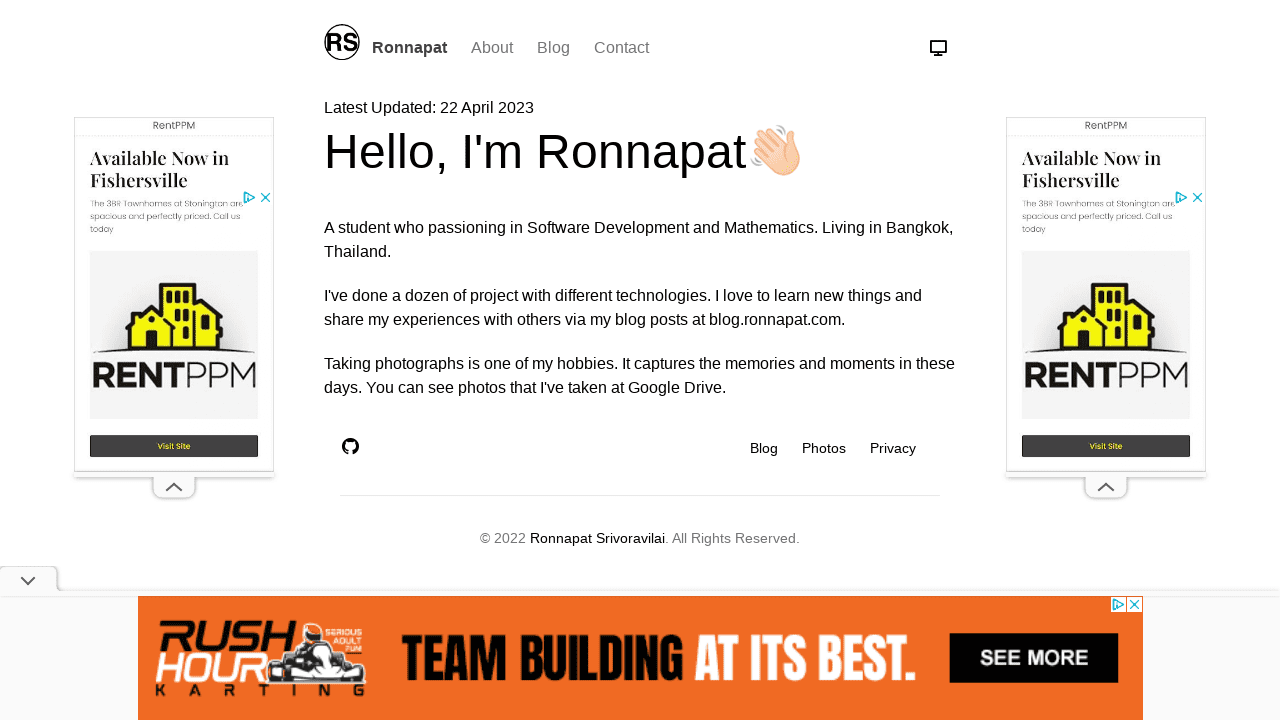 RS Ronnapat About Blog Contact
Latest Updated: 22 April 2023
Hello, I'm Ronnapat👋🏻
A student who passioning in Software Development and Mathematics. Living in Bangkok,
Thailand.
I've done a dozen of project with different technologies. I love to learn new things and
share my experiences with others via my blog posts at blog.ronnapat.com.
Taking photographs is one of my hobbies. It captures the memories and moments in these
days. You can see photos that I've taken at Google Drive.
Blog Photos Privacy
© 2022 Ronnapat Srivoravilai. All Rights Reserved.
RentPPM
Available Now in
Fishersville
The 3BR Townhomes at Stonington are
spacious and perfectly priced. Call us
today
RENTPPM
Visit Site
RentPPM
Available Now in
Fishersville
The 3BR Townhomes at Stonington are
spacious and perfectly priced. Call us
today
RENTPPM
Visit Site
RUSH
HOUR
KARTING
SERIOUS
ADULT
FUN
TEAM BUILDING AT ITS BEST.
SEE MORE